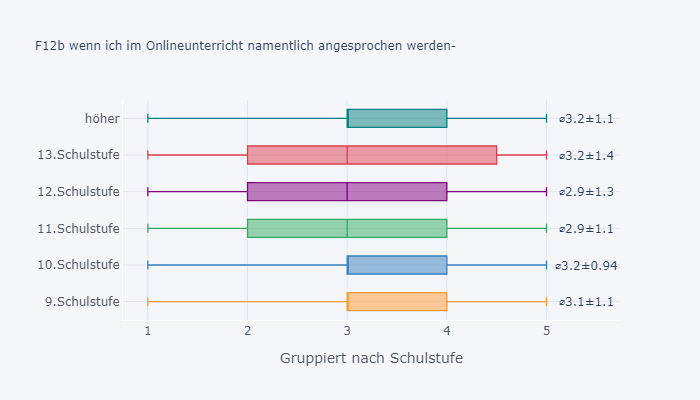 F12b wenn ich im Onlineunterricht namentlich angesprochen werden-
höher
⌀3.2±1.1
13.Schulstufe
⌀3.2±1.4
12.Schulstufe
⌀2.9±1.3
11.Schulstufe
⌀2.9±1.1
10.Schulstufe
⌀3.2±0.94
9.Schulstufe
⌀3.1±1.1
1 2 3 4 5
Gruppiert nach Schulstufe